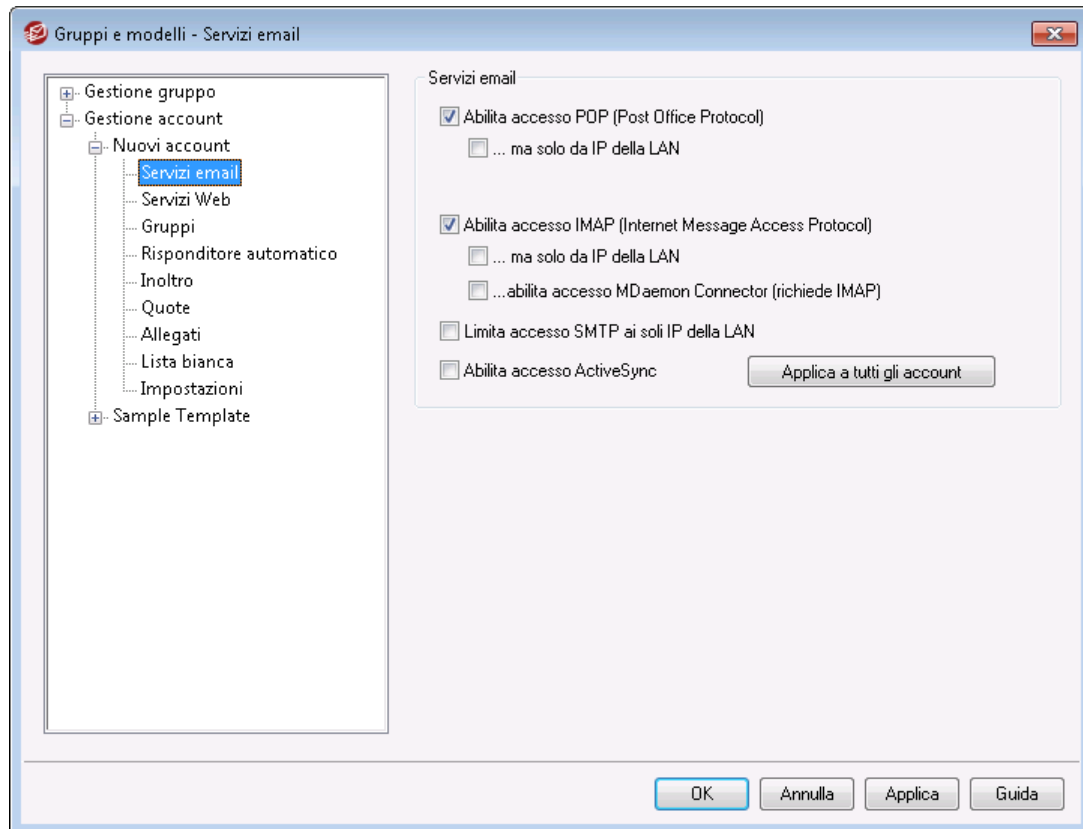 Gruppi e modelli - Servizi email
Gestione gruppo
Gestione account
Nuovi account
Servizi email
Servizi Web
Gruppi
Risponditore automatico
Inoltro
Quote
Allegati
Lista bianca
Impostazioni
Sample Template
Servizi email
Abilita accesso POP (Post Office Protocol)
... ma solo da IP della LAN
Abilita accesso IMAP (Internet Message Access Protocol)
... ma solo da IP della LAN
...abilita accesso MDaemon Connector (richiede IMAP)
Limita accesso SMTP ai soli IP della LAN
Abilita accesso ActiveSync
Applica a tutti gli account
OK
Annulla
Applica
Guida